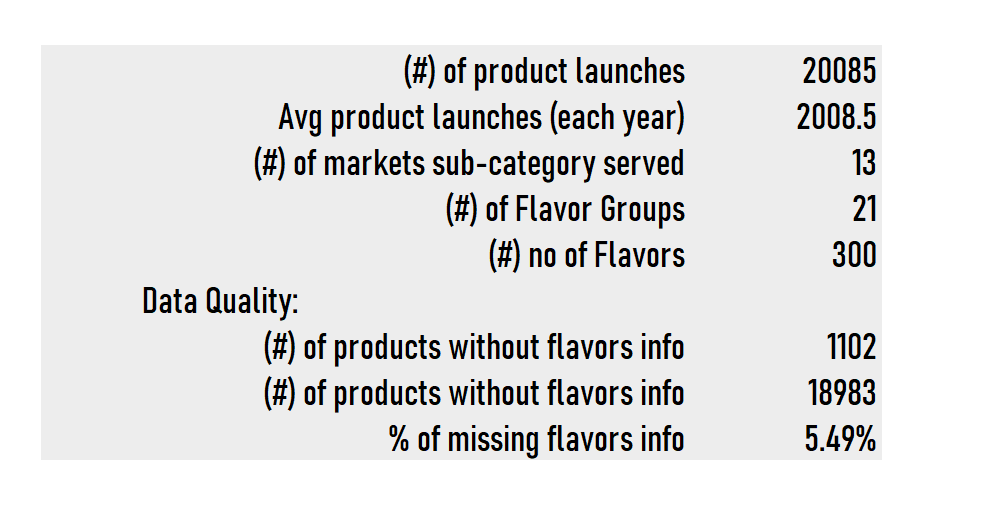 (#) of product launches 20085
Avg product launches (each year) 2008.5
(#) of markets sub-category served 13
(#) of Flavor Groups 21
(#) no of Flavors 300
Data Quality:
(#) of products without flavors info 1102
(#) of products without flavors info 18983
% of missing flavors info 5.49%